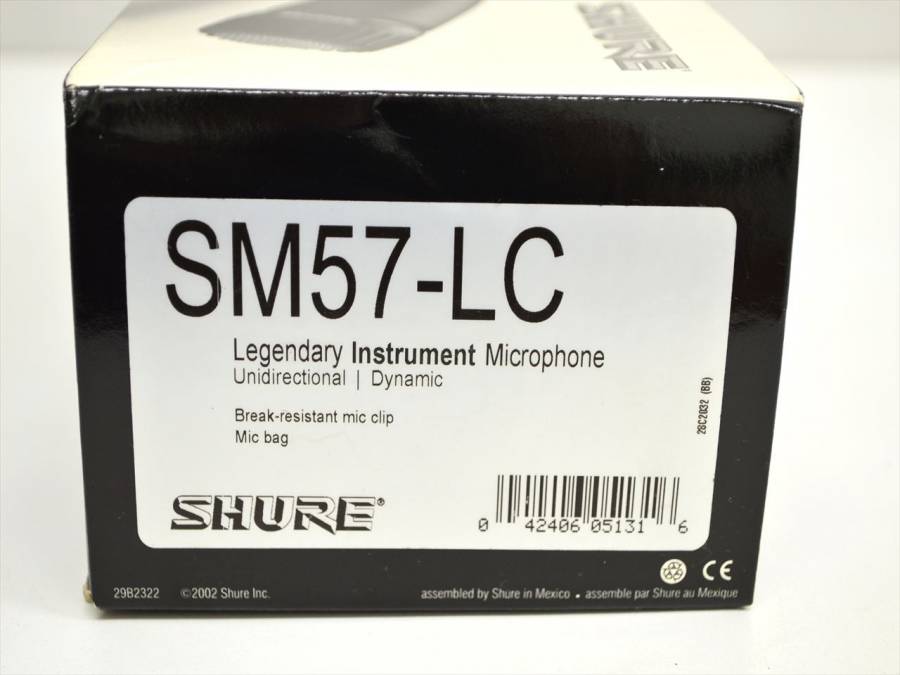 SHURE
SM57-LC
Legendary Instrument Microphone
Unidirectional | Dynamic
Break-resistant mic clip
Mic bag
28C2032 (BB)
SHURE®
0 42406 05131 6
CE
29B2322 ©2002 Shure Inc. assembled by Shure in Mexico • assemble par Shure au Mexique